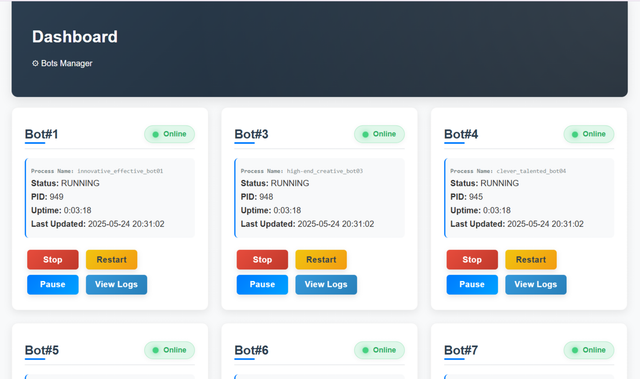 Dashboard
⚙ Bots Manager
Bot#1
Online
Process Name: innovative_effective_bot01
Status: RUNNING
PID: 949
Uptime: 0:03:18
Last Updated: 2025-05-24 20:31:02
Stop
Restart
Pause
View Logs
Bot#3
Online
Process Name: high-end_creative_bot03
Status: RUNNING
PID: 948
Uptime: 0:03:18
Last Updated: 2025-05-24 20:31:02
Stop
Restart
Pause
View Logs
Bot#4
Online
Process Name: clever_talented_bot04
Status: RUNNING
PID: 945
Uptime: 0:03:18
Last Updated: 2025-05-24 20:31:02
Stop
Restart
Pause
View Logs
Bot#5
Online
Bot#6
Online
Bot#7
Online